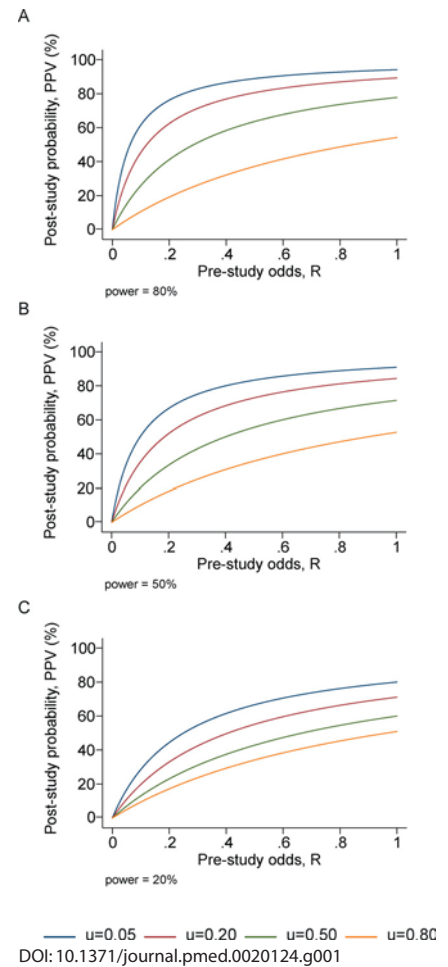 A
Post-study probability, PPV (%)
100
80
60
40
20
0
0 .2 .4 .6 .8 1
Pre-study odds, R
power = 80%
B
Post-study probability, PPV (%)
100
80
60
40
20
0
0 .2 .4 .6 .8 1
Pre-study odds, R
power = 50%
C
Post-study probability, PPV (%)
100
80
60
40
20
0
0 .2 .4 .6 .8 1
Pre-study odds, R
power = 20%
u=0.05 u=0.20 u=0.50 u=0.80
DOI: 10.1371/journal.pmed.0020124.g001